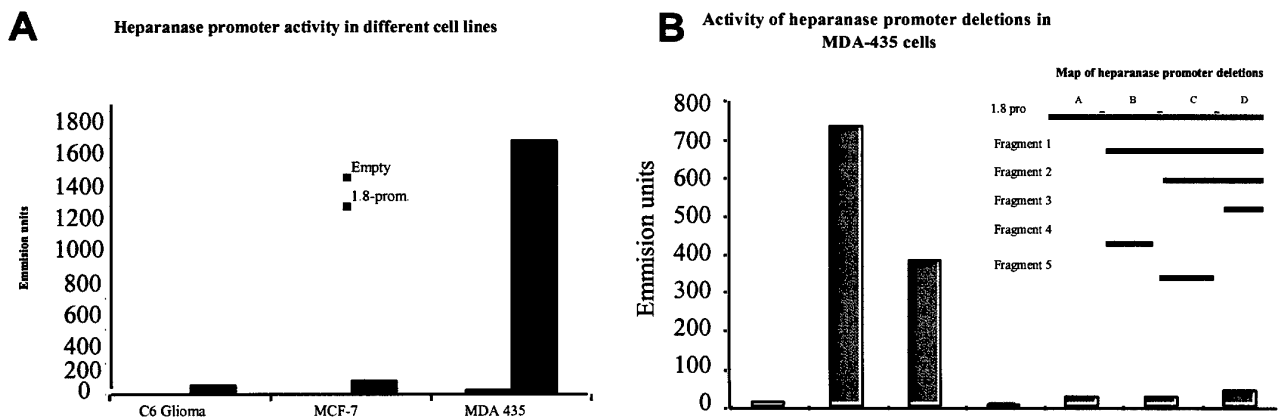 A
Heparanase promoter activity in different cell lines
Emmision units
1800
1600
1400
1200
1000
800
600
400
200
0
Empty
1.8-prom.
C6 Glioma
MCF-7
MDA 435
B
Activity of heparanase promoter deletions in
MDA-435 cells
Emmision units
800
700
600
500
400
300
200
100
0
Map of heparanase promoter deletions
A B C D
1.8 pro
Fragment 1
Fragment 2
Fragment 3
Fragment 4
Fragment 5